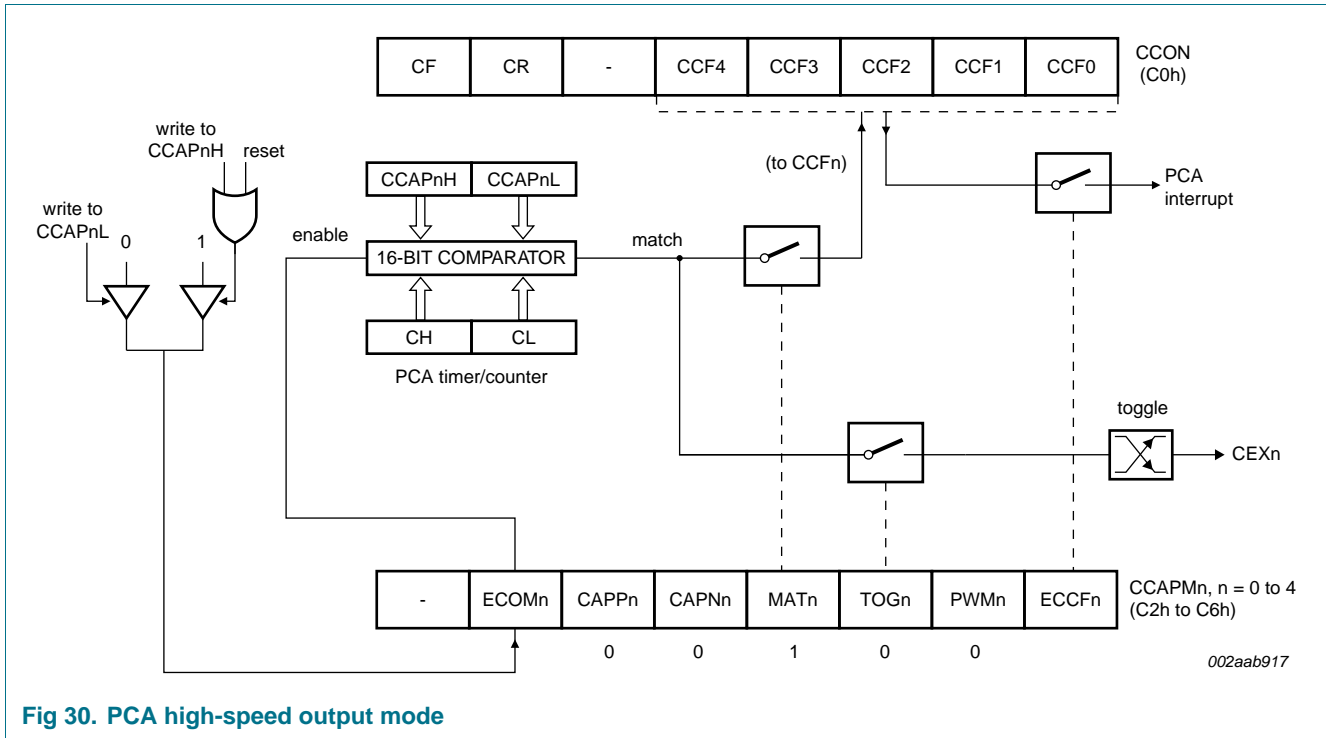 CF CR - CCF4 CCF3 CCF2 CCF1 CCF0
CCON
(C0h)
write to
CCAPnH reset
write to
CCAPnL
0 1
enable
CCAPnH CCAPnL
16-BIT COMPARATOR
CH CL
PCA timer/counter
match
(to CCFn)
PCA
interrupt
toggle
CEXn
- ECOMn CAPPn CAPNn MATn TOGn PWMn ECCFn
CCAPMn, n = 0 to 4
(C2h to C6h)
0 0 1 0 0
002aab917
Fig 30. PCA high-speed output mode